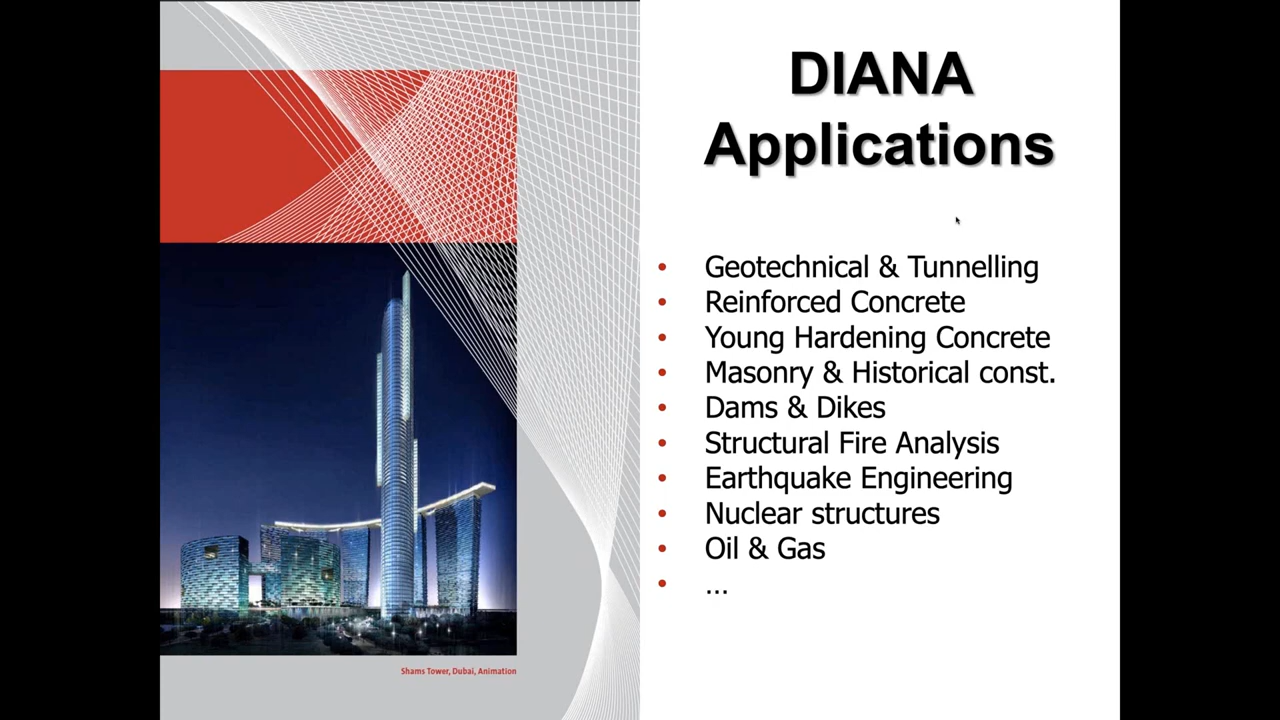 DIANA
Applications
• Geotechnical & Tunnelling
• Reinforced Concrete
• Young Hardening Concrete
• Masonry & Historical const.
• Dams & Dikes
• Structural Fire Analysis
• Earthquake Engineering
• Nuclear structures
• Oil & Gas
• ...
Shams Tower, Dubai, Animation